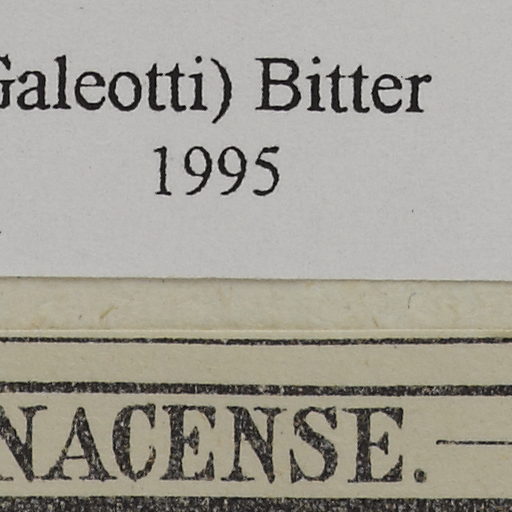 Galeotti) Bitter
1995
NACENSE.